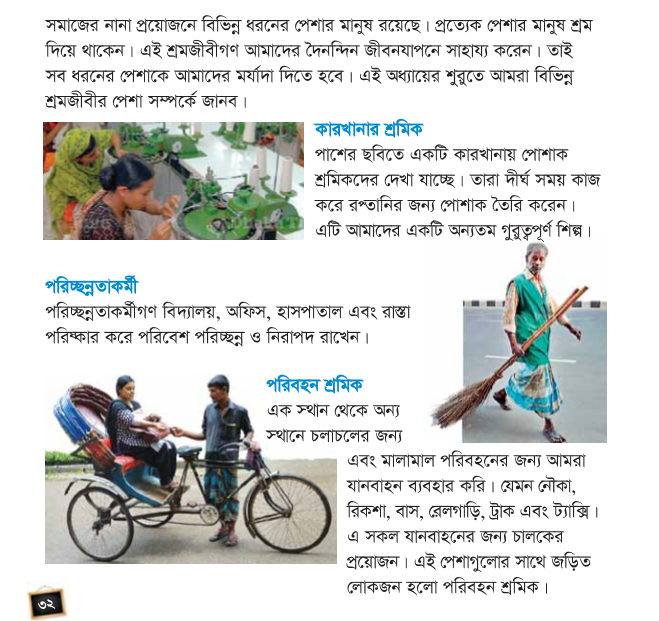 সমাজের নানা প্রয়োজনে বিভিন্ন ধরনের পেশার মানুষ রয়েছে। প্রত্যেক পেশার মানুষ শ্রম
দিয়ে থাকেন। এই শ্রমজীবীগণ আমাদের দৈনন্দিন জীবনযাপনে সাহায্য করেন। তাই
সব ধরনের পেশাকে আমাদের মর্যাদা দিতে হবে। এই অধ্যায়ের শুরুতে আমরা বিভিন্ন
শ্রমজীবীর পেশা সম্পর্কে জানব।
কারখানার শ্রমিক
পাশের ছবিতে একটি কারখানায় পোশাক
শ্রমিকদের দেখা যাচ্ছে। তারা দীর্ঘ সময় কাজ
করে রপ্তানির জন্য পোশাক তৈরি করেন।
এটি আমাদের একটি অন্যতম গুরুত্বপূর্ণ শিল্প।
পরিচ্ছন্নতাকর্মী
পরিচ্ছন্নতাকর্মীগণ বিদ্যালয়, অফিস, হাসপাতাল এবং রাস্তা
পরিষ্কার করে পরিবেশ পরিচ্ছন্ন ও নিরাপদ রাখেন।
পরিবহন শ্রমিক
এক স্থান থেকে অন্য
স্থানে চলাচলের জন্য
এবং মালামাল পরিবহনের জন্য আমরা
যানবাহন ব্যবহার করি। যেমন নৌকা,
রিকশা, বাস, রেলগাড়ি, ট্রাক এবং ট্যাক্সি।
এ সকল যানবাহনের জন্য চালকের
প্রয়োজন। এই পেশাগুলোর সাথে জড়িত
লোকজন হলো পরিবহন শ্রমিক।
৩২